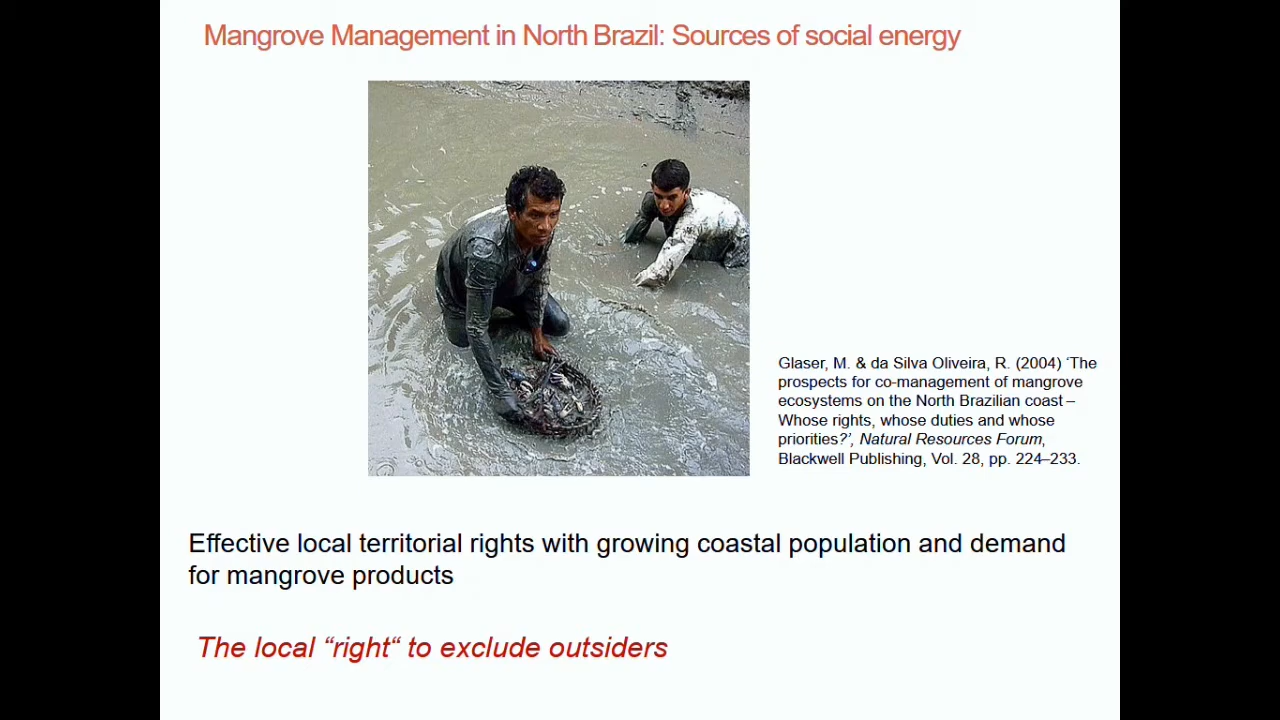 Mangrove Management in North Brazil: Sources of social energy
Glaser, M. & da Silva Oliveira, R. (2004) ‘The
prospects for co-management of mangrove
ecosystems on the North Brazilian coast –
Whose rights, whose duties and whose
priorities?’, Natural Resources Forum,
Blackwell Publishing, Vol. 28, pp. 224–233.
Effective local territorial rights with growing coastal population and demand
for mangrove products
The local “right“ to exclude outsiders